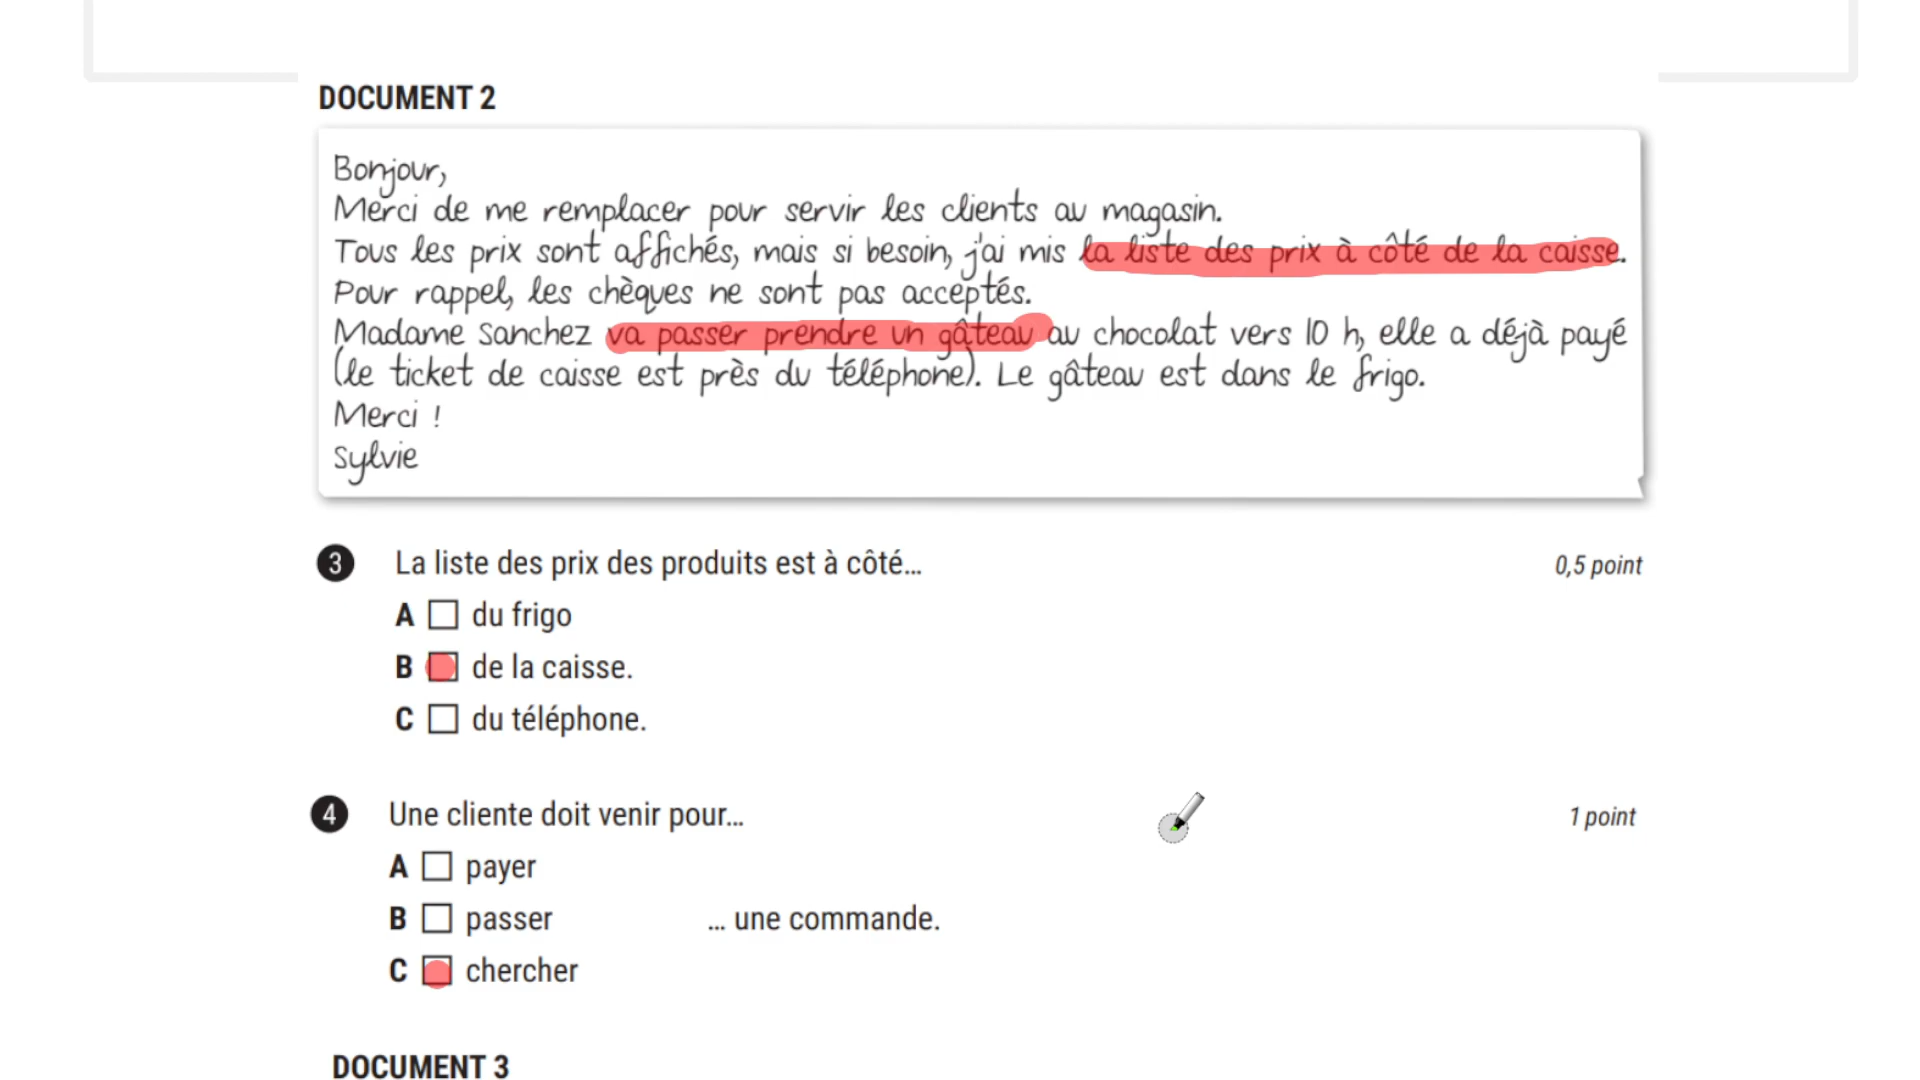 DOCUMENT 2
Bonjour,
Merci de me remplacer pour servir les clients au magasin.
Tous les prix sont affichés, mais si besoin, j'ai mis la liste des prix à côté de la caisse.
Pour rappel, les chèques ne sont pas acceptés.
Madame Sanchez va passer prendre un gâteau au chocolat vers 10 h, elle a déjà payé
(le ticket de caisse est près du téléphone). Le gâteau est dans le frigo.
Merci !
Sylvie
3 La liste des prix des produits est à côté... 0,5 point
A du frigo
B de la caisse.
C du téléphone.
4 Une cliente doit venir pour... 1 point
A payer
B passer ... une commande.
C chercher
DOCUMENT 3